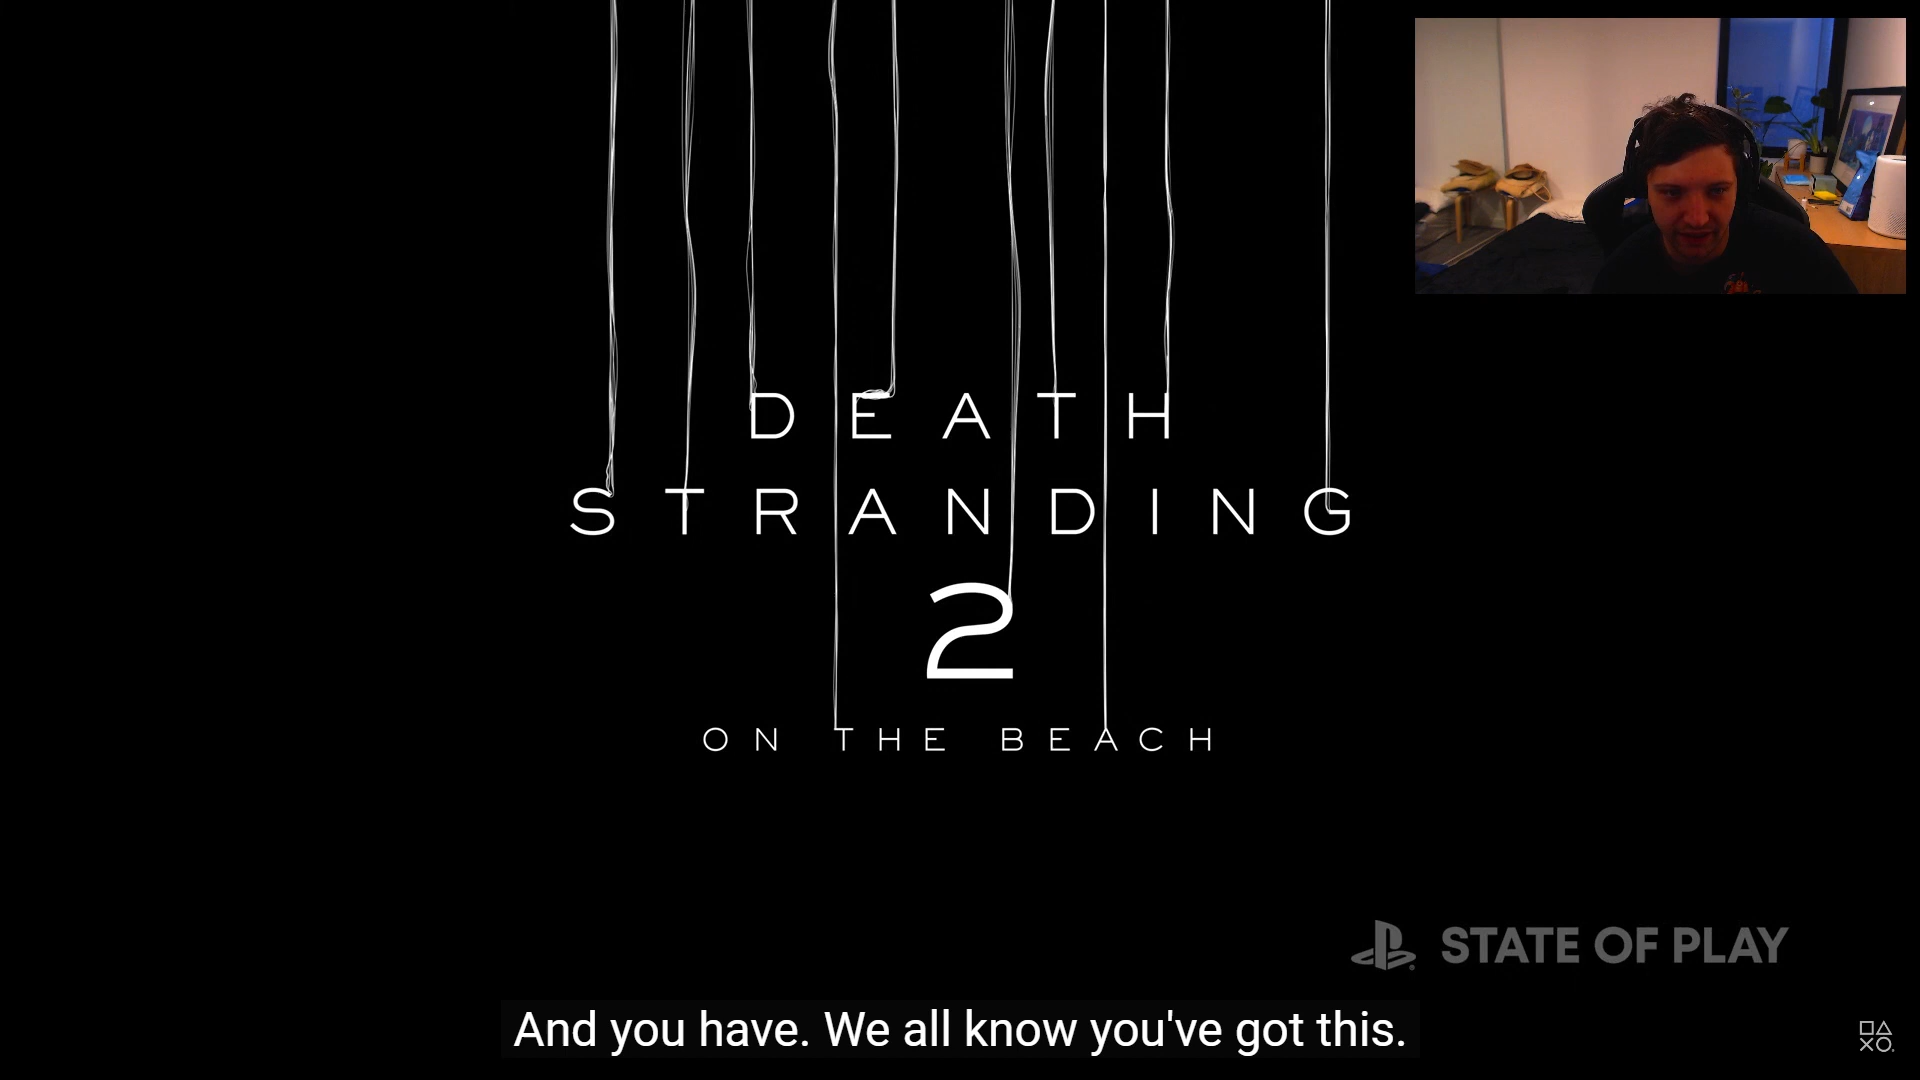 DEATH
STRANDING
2
ON THE BEACH
STATE OF PLAY
And you have. We all know you've got this.